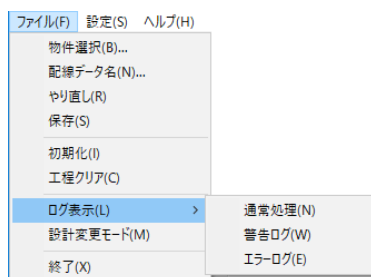 ファイル(F) 設定(S) ヘルプ(H)
物件選択(B)...
配線データ名(N)...
やり直し(R)
保存(S)
初期化(I)
工程クリア(C)
ログ表示(L) >
通常処理(N)
警告ログ(W)
エラーログ(E)
設計変更モード(M)
終了(X)